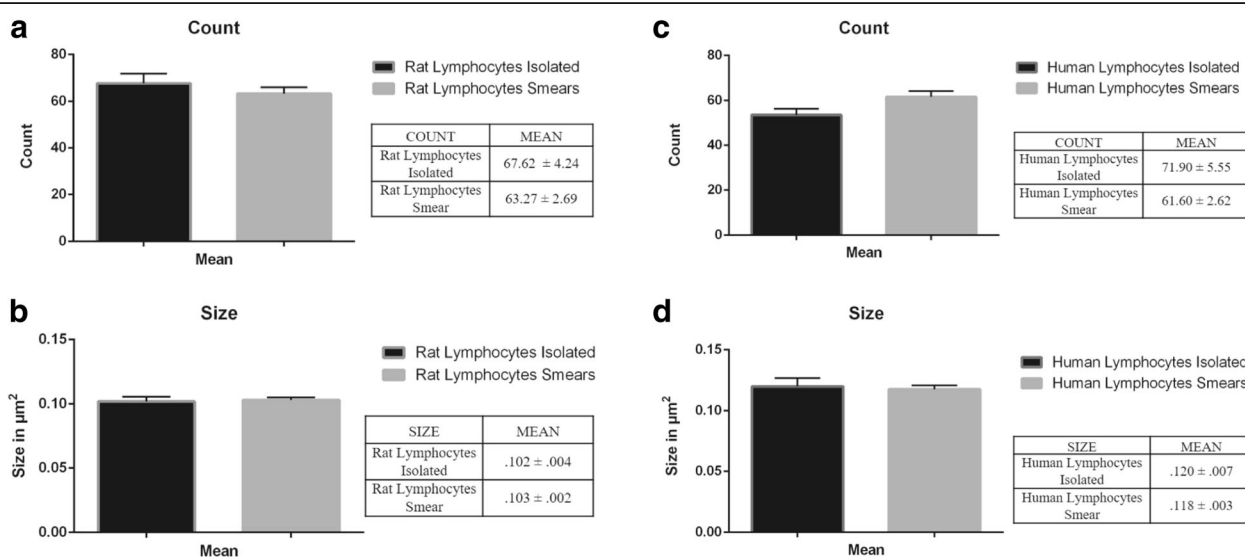 a
Count
80
60
40
20
0
Count
Mean
Rat Lymphocytes Isolated
Rat Lymphocytes Smears
COUNT MEAN
Rat Lymphocytes
Isolated
67.62 ± 4.24
Rat Lymphocytes
Smear
63.27 ± 2.69
c
Count
80
60
40
20
0
Count
Mean
Human Lymphocytes Isolated
Human Lymphocytes Smears
COUNT MEAN
Human Lymphocytes
Isolated
71.90 ± 5.55
Human Lymphocytes
Smear
61.60 ± 2.62
b
Size
0.15
0.10
0.05
0.00
Size in µm²
Mean
Rat Lymphocytes Isolated
Rat Lymphocytes Smears
SIZE MEAN
Rat Lymphocytes
Isolated
.102 ± .004
Rat Lymphocytes
Smear
.103 ± .002
d
Size
0.15
0.10
0.05
0.00
Size in µm²
Mean
Human Lymphocytes Isolated
Human Lymphocytes Smears
SIZE MEAN
Human Lymphocytes
Isolated
.120 ± .007
Human Lymphocytes
Smear
.118 ± .003